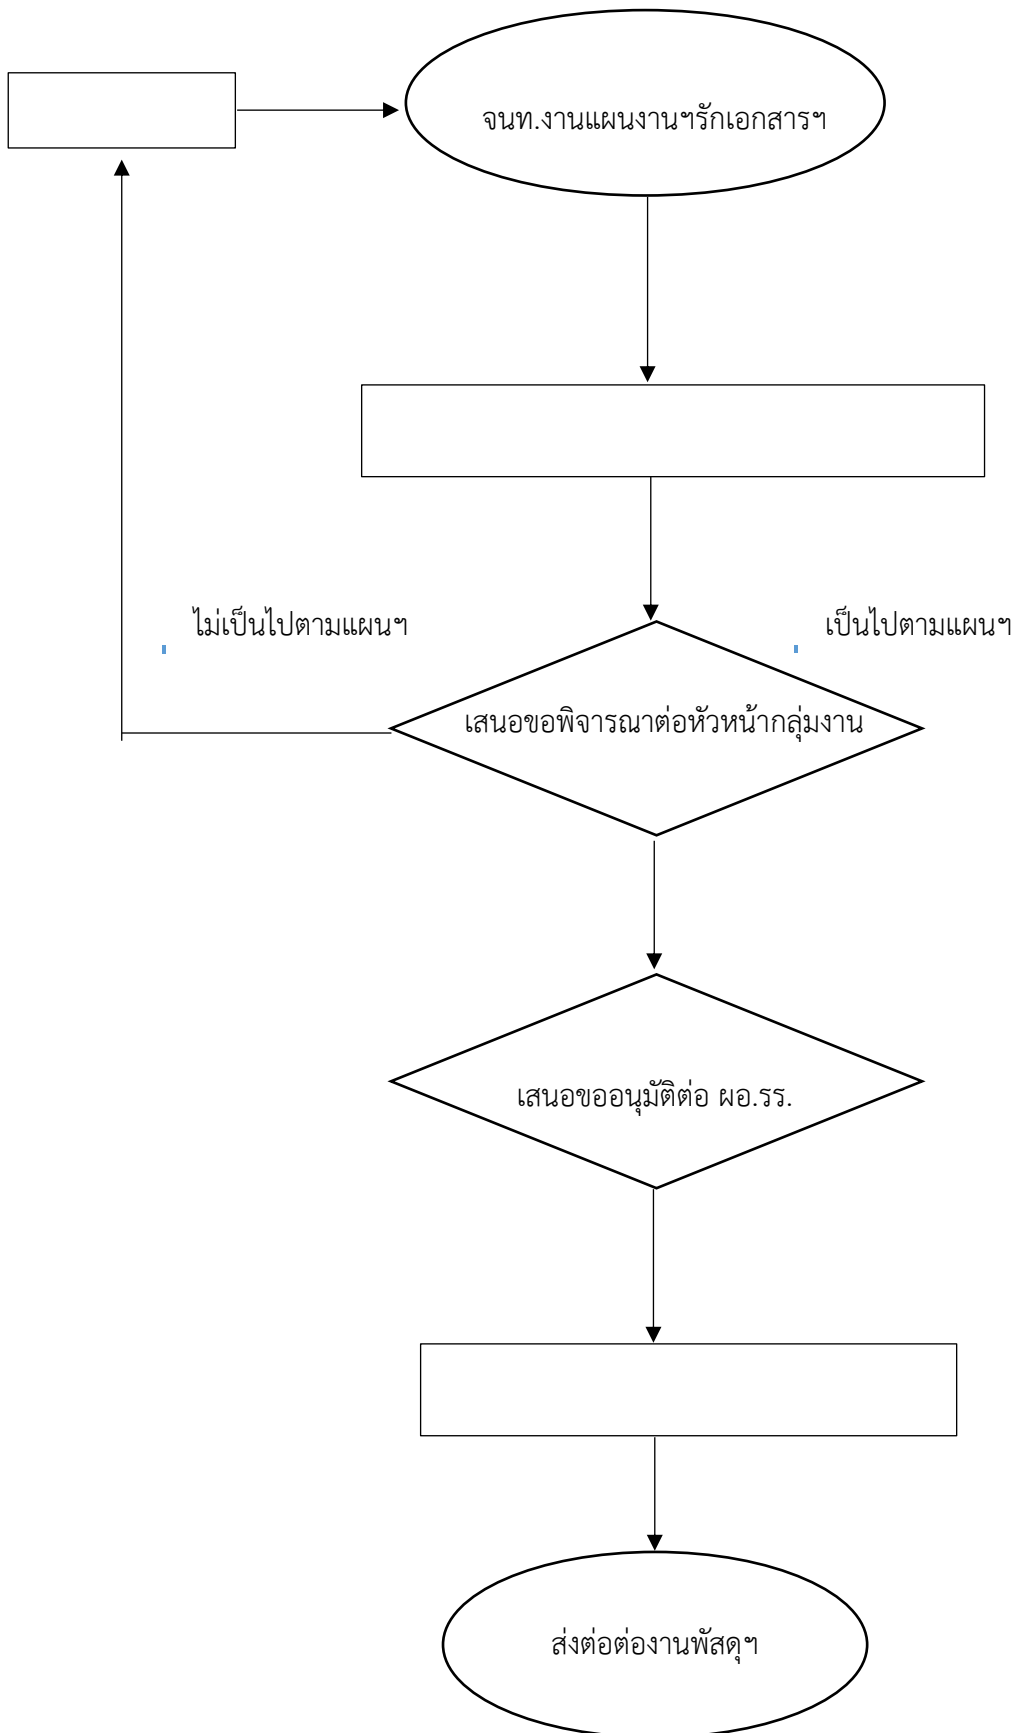 จนท.งานแผนงานฯรักเอกสารฯ
ไม่เป็นไปตามแผนฯ
เป็นไปตามแผนฯ
เสนอขอพิจารณาต่อหัวหน้ากลุ่มงาน
เสนอขออนุมัติต่อ ผอ.รร.
ส่งต่อต่องานพัสดุฯ